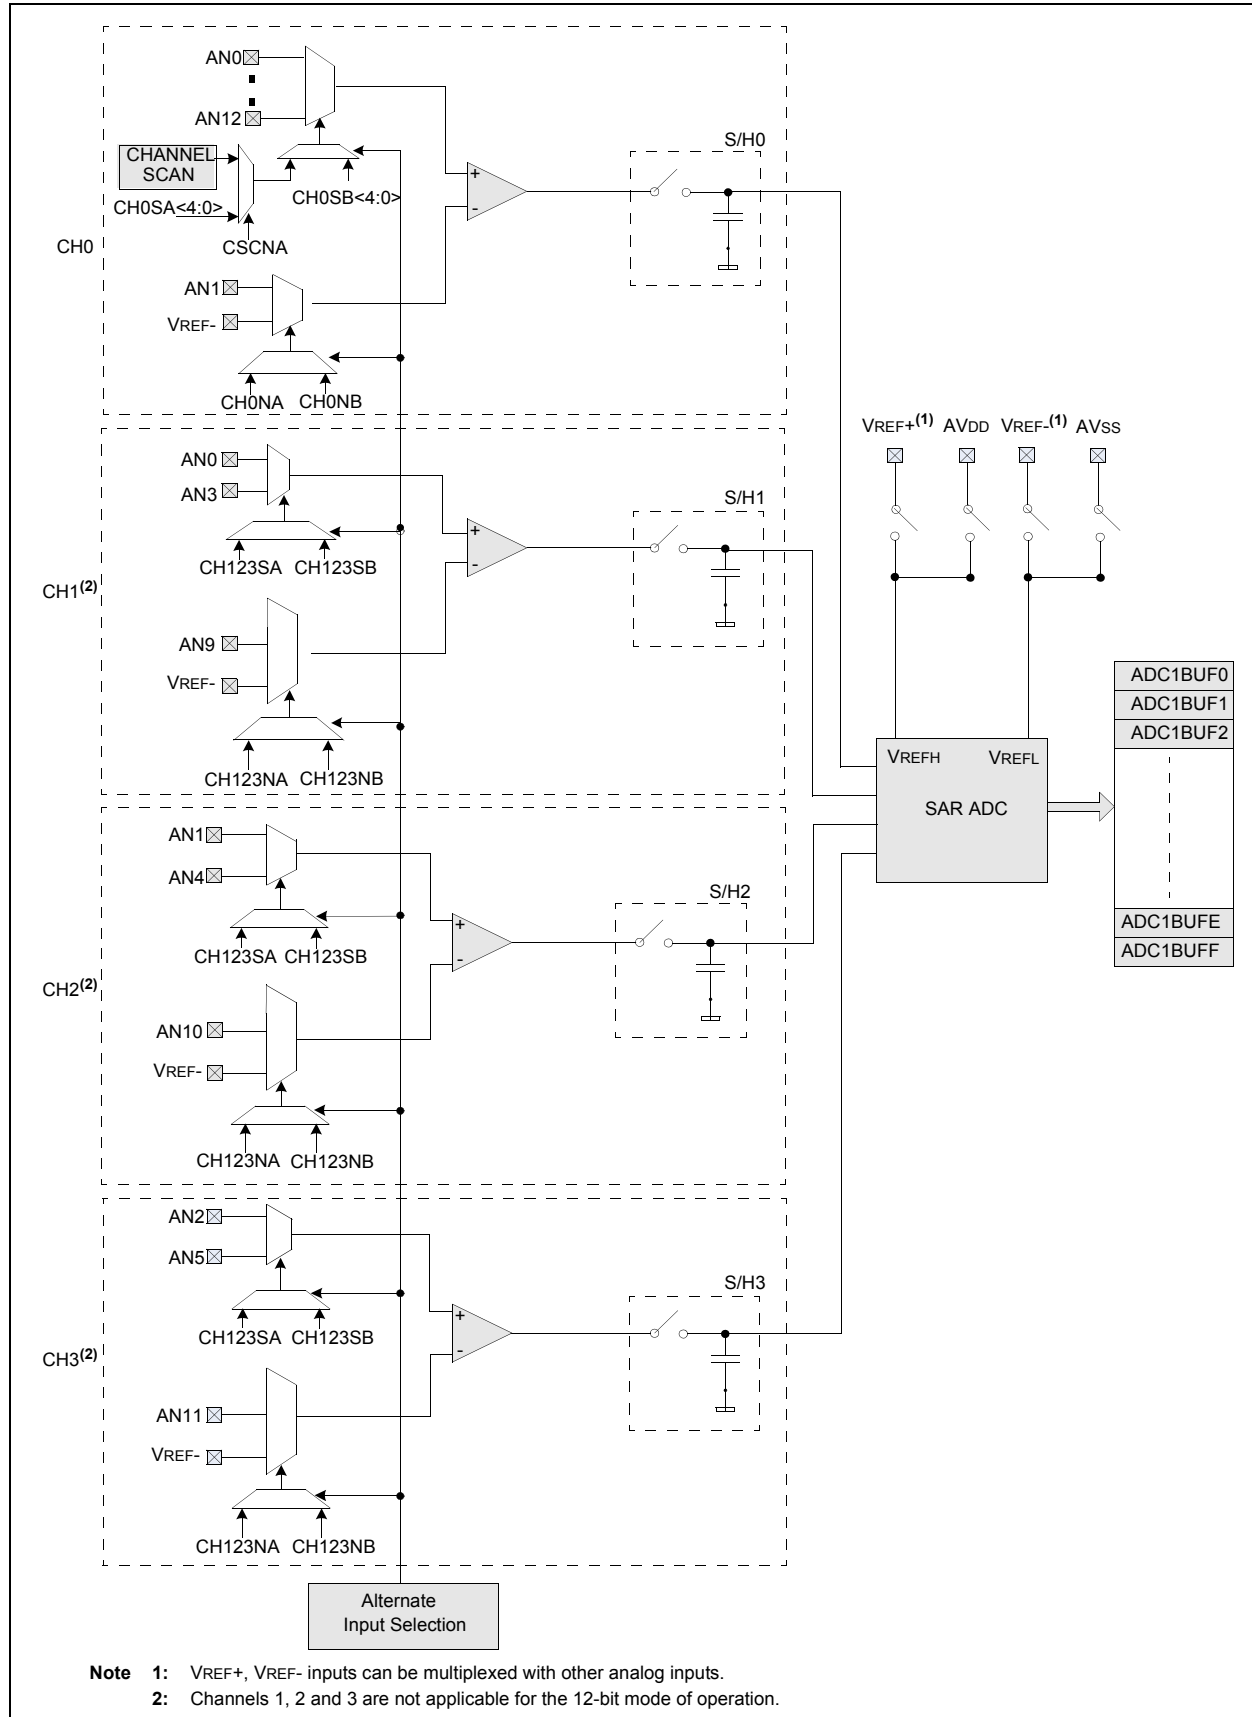 AN0
AN12
CHANNEL
SCAN
CH0SA<4:0>
CH0SB<4:0>
CSCNA
CH0
AN1
VREF-
CH0NA CH0NB
+
-
S/H0
AN0
AN3
CH123SA CH123SB
CH1(2)
AN9
VREF-
CH123NA CH123NB
+
-
S/H1
AN1
AN4
CH123SA CH123SB
CH2(2)
AN10
VREF-
CH123NA CH123NB
+
-
S/H2
AN2
AN5
CH123SA CH123SB
CH3(2)
AN11
VREF-
CH123NA CH123NB
+
-
S/H3
VREF+(1) AVDD VREF-(1) AVSS
VREFH VREFL
SAR ADC
ADC1BUF0
ADC1BUF1
ADC1BUF2
ADC1BUFE
ADC1BUFF
Alternate
Input Selection
Note 1: VREF+, VREF- inputs can be multiplexed with other analog inputs.
2: Channels 1, 2 and 3 are not applicable for the 12-bit mode of operation.